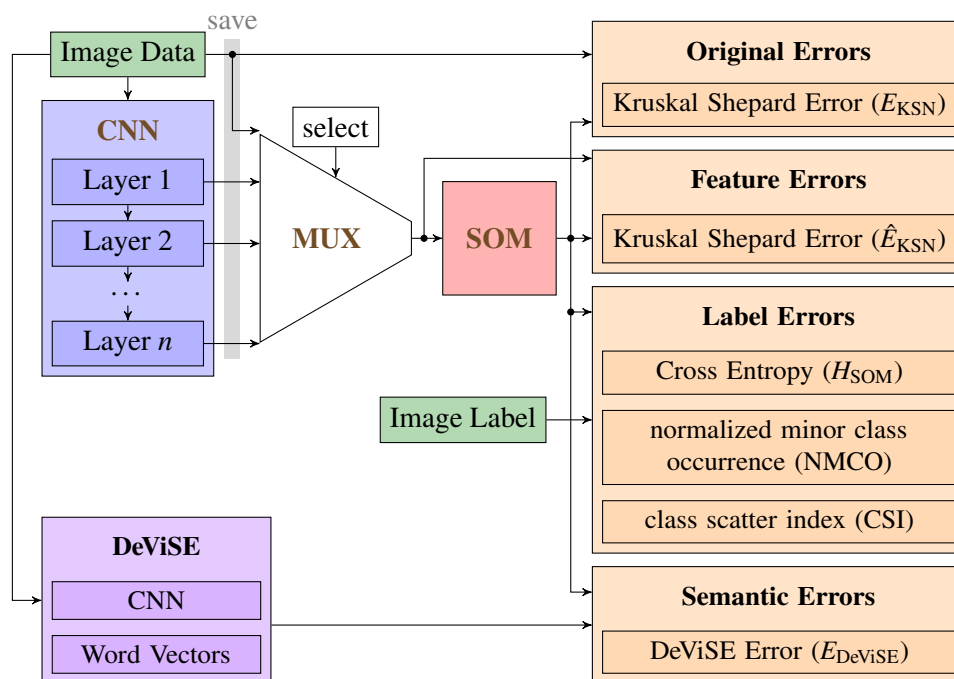 save
Image Data
CNN
Layer 1
Layer 2
...
Layer n
select
MUX
SOM
Image Label
DeViSE
CNN
Word Vectors
Original Errors
Kruskal Shepard Error (E_KSN)
Feature Errors
Kruskal Shepard Error (Ê_KSN)
Label Errors
Cross Entropy (H_SOM)
normalized minor class
occurrence (NMCO)
class scatter index (CSI)
Semantic Errors
DeViSE Error (E_DeViSE)